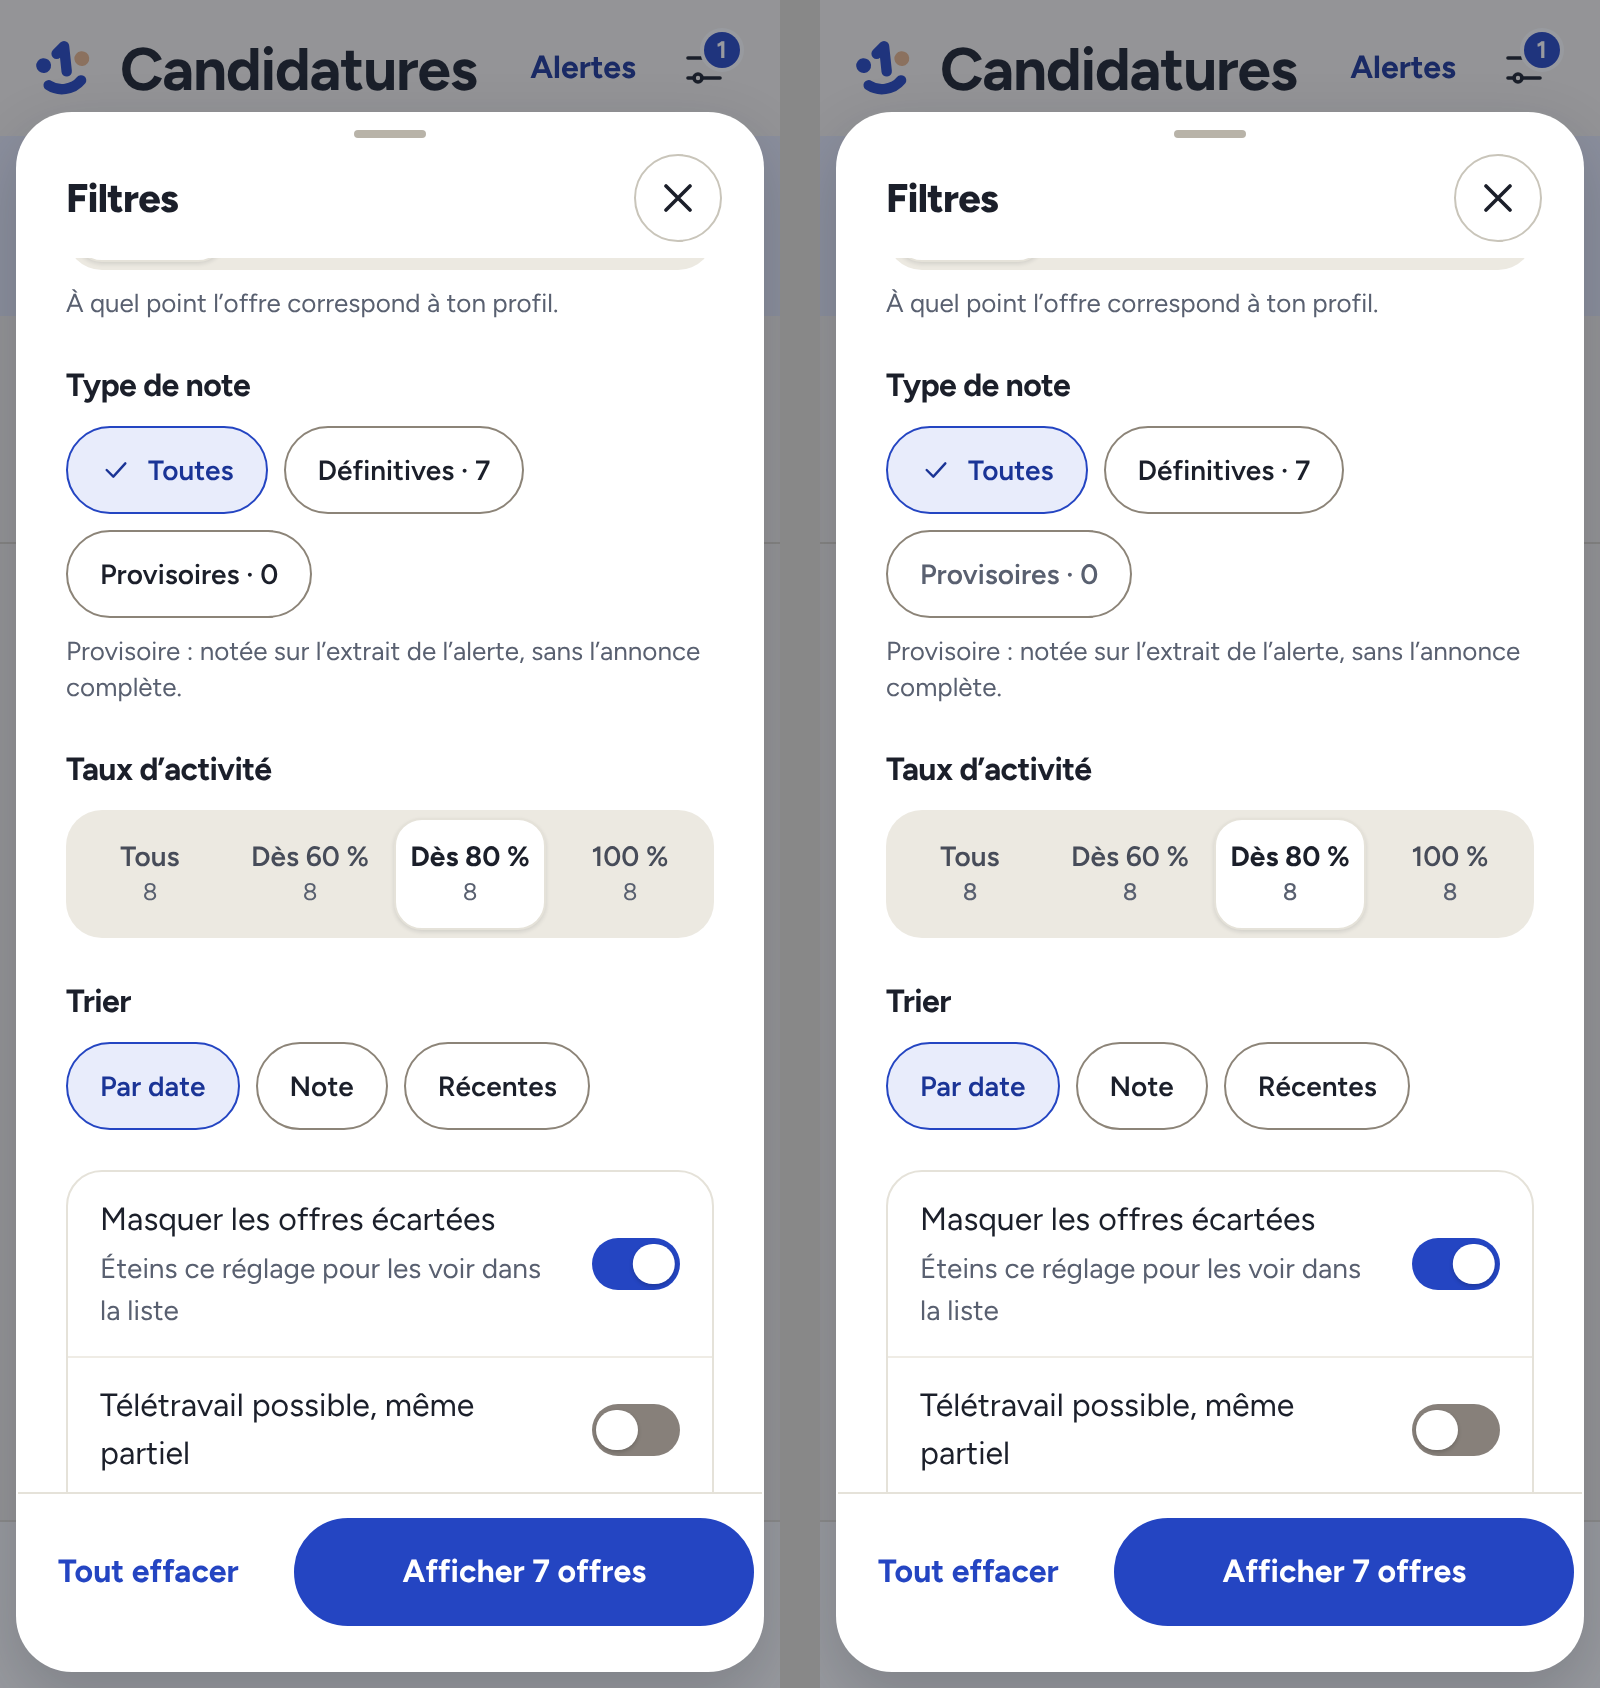 Candidatures Alertes 1
Filtres
À quel point l’offre correspond à ton profil.
Type de note
Toutes Définitives · 7
Provisoires · 0
Provisoire : notée sur l’extrait de l’alerte, sans l’annonce
complète.
Taux d’activité
Tous Dès 60 % Dès 80 % 100 %
8 8 8 8
Trier
Par date Note Récentes
Masquer les offres écartées
Éteins ce réglage pour les voir dans
la liste
Télétravail possible, même
partiel
Tout effacer Afficher 7 offres
Candidatures Alertes 1
Filtres
À quel point l’offre correspond à ton profil.
Type de note
Toutes Définitives · 7
Provisoires · 0
Provisoire : notée sur l’extrait de l’alerte, sans l’annonce
complète.
Taux d’activité
Tous Dès 60 % Dès 80 % 100 %
8 8 8 8
Trier
Par date Note Récentes
Masquer les offres écartées
Éteins ce réglage pour les voir dans
la liste
Télétravail possible, même
partiel
Tout effacer Afficher 7 offres